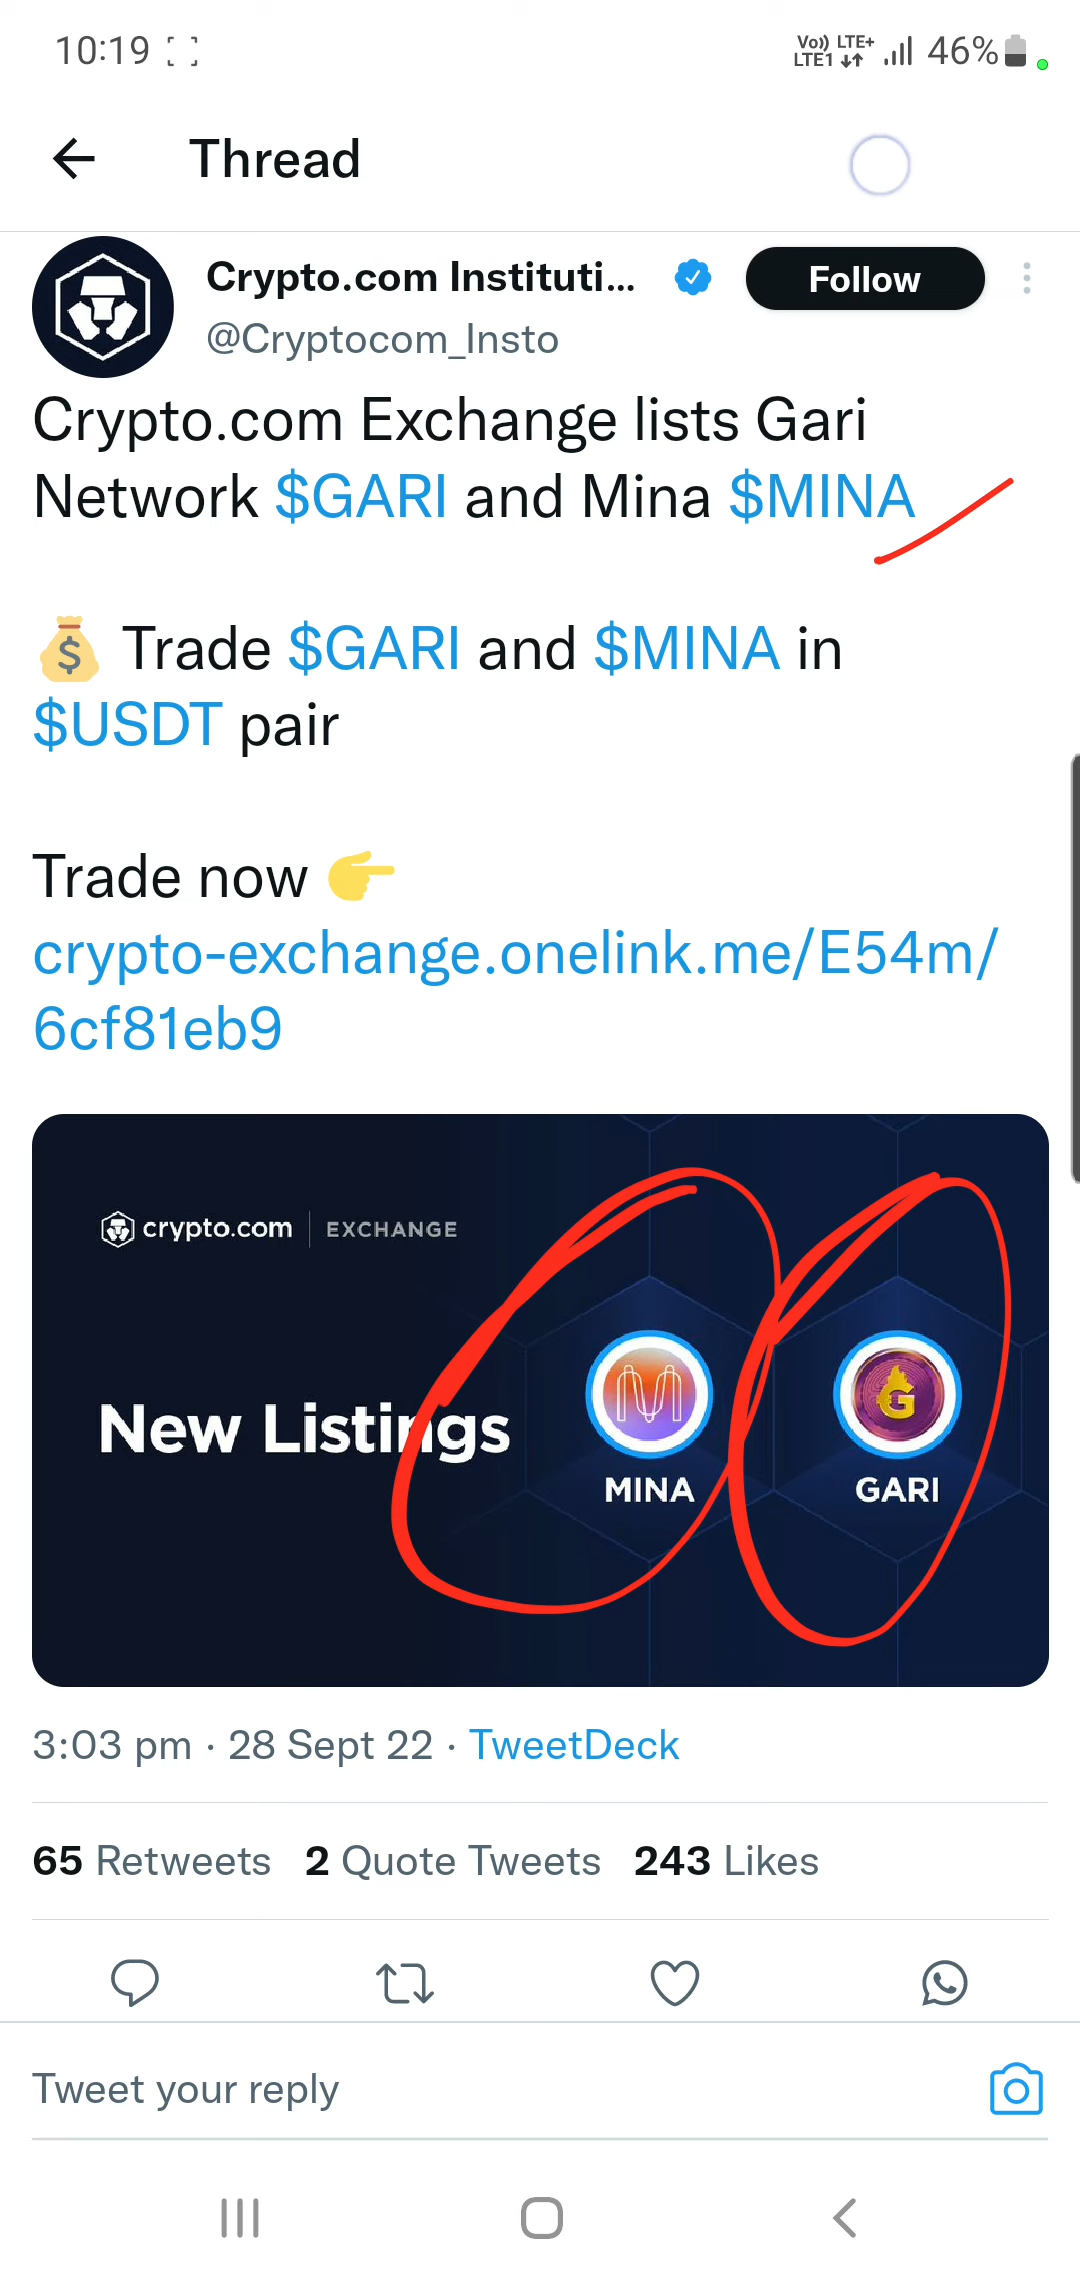 10:19 Vo)) LTE+ LTE1 46%
Thread
Crypto.com Instituti... Follow
@Cryptocom_Insto
Crypto.com Exchange lists Gari
Network $GARI and Mina $MINA
Trade $GARI and $MINA in
$USDT pair
Trade now
crypto-exchange.onelink.me/E54m/
6cf81eb9
crypto.com | EXCHANGE
New Listings
MINA GARI
3:03 pm · 28 Sept 22 · TweetDeck
65 Retweets 2 Quote Tweets 243 Likes
Tweet your reply